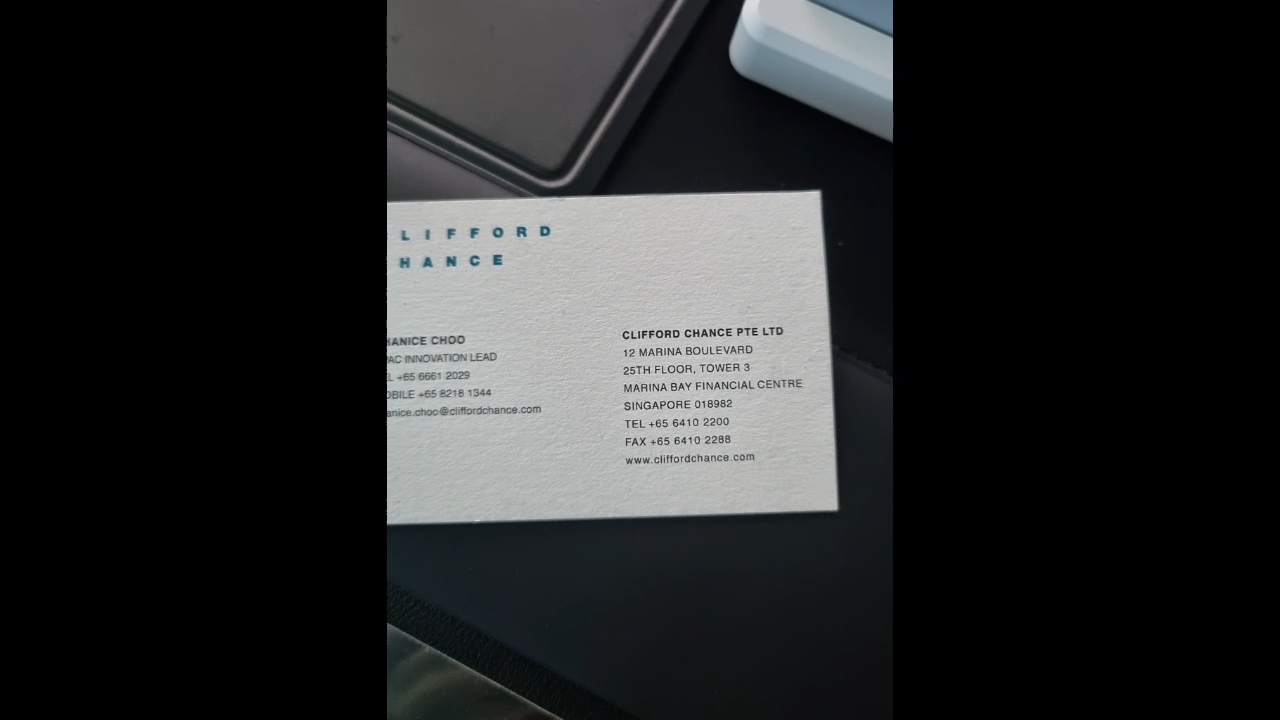 LIFFORD
HANCE
HANICE CHOO
AC INNOVATION LEAD
EL +65 6661 2029
OBILE +65 8218 1344
anice.choo@cliffordchance.com
CLIFFORD CHANCE PTE LTD
12 MARINA BOULEVARD
25TH FLOOR, TOWER 3
MARINA BAY FINANCIAL CENTRE
SINGAPORE 018982
TEL +65 6410 2200
FAX +65 6410 2288
www.cliffordchance.com